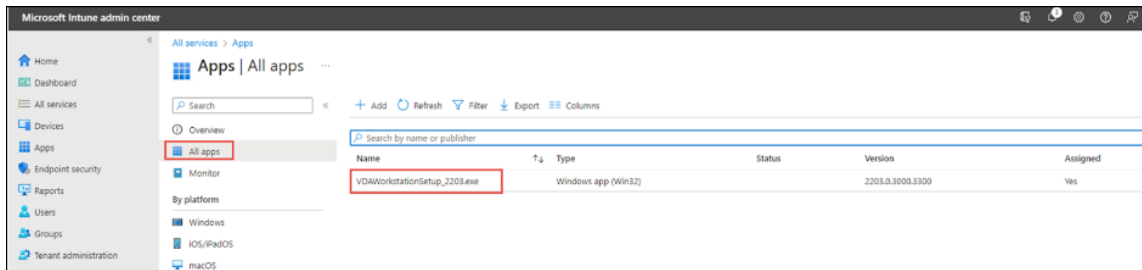 Microsoft Intune admin center
2
«
Home
Dashboard
All services
Devices
Apps
Endpoint security
Reports
Users
Groups
Tenant administration
All services > Apps
Apps | All apps ...
Search
«
Overview
All apps
Monitor
By platform
Windows
iOS/iPadOS
macOS
+ Add Refresh Filter Export Columns
Search by name or publisher
Name ↑↓ Type Status Version Assigned
VDAWorkstationSetup_2203.exe Windows app (Win32) 2203.0.3000.3300 Yes